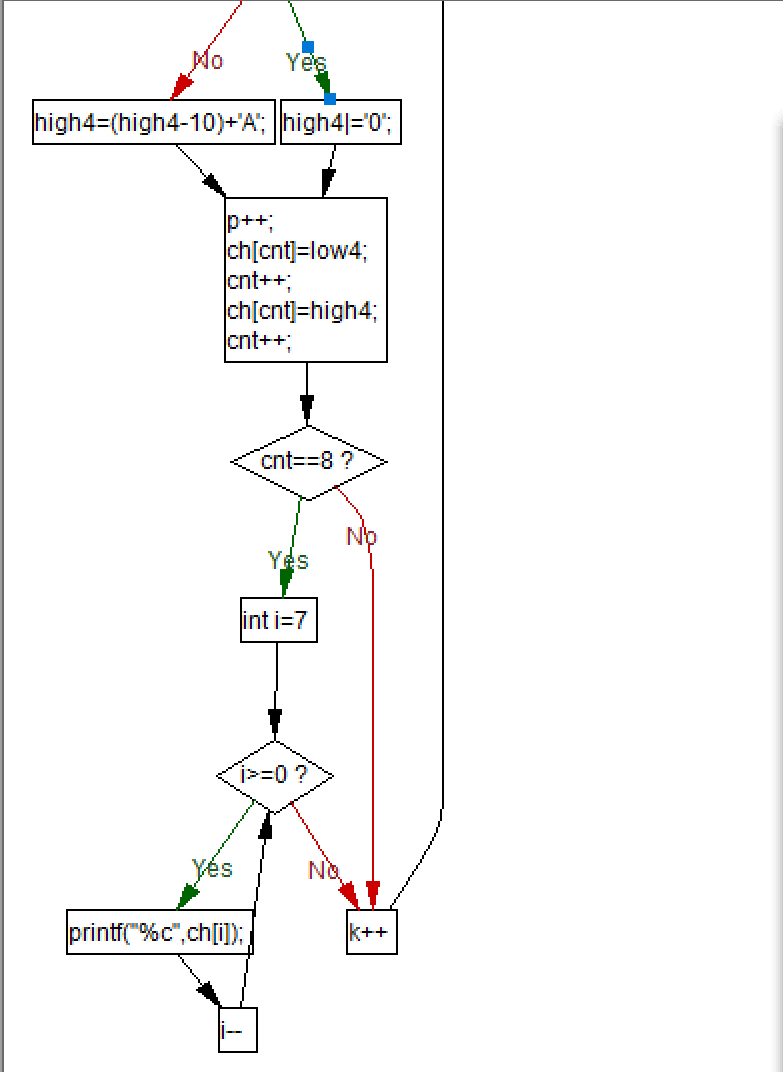 No
Yes
high4=(high4-10)+'A';
high4|='0';
p++;
ch[cnt]=low4;
cnt++;
ch[cnt]=high4;
cnt++;
cnt==8 ?
No
Yes
int i=7
i>=0 ?
Yes
No
printf("%c",ch[i]);
k++
i--